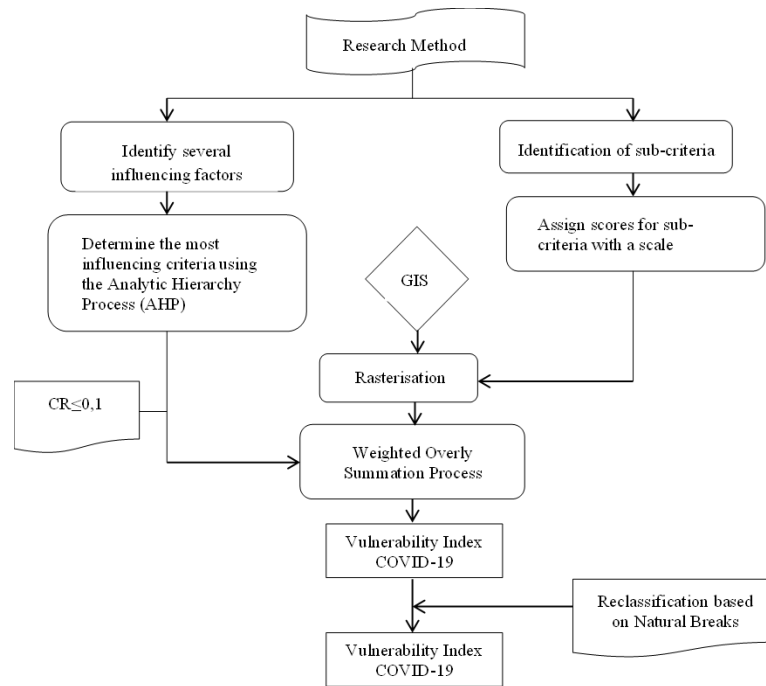 Research Method
Identify several
influencing factors
Identification of sub-criteria
Determine the most
influencing criteria using
the Analytic Hierarchy
Process (AHP)
Assign scores for sub-
criteria with a scale
GIS
Rasterisation
CR≤0,1
Weighted Overly
Summation Process
Vulnerability Index
COVID-19
Reclassification based
on Natural Breaks
Vulnerability Index
COVID-19